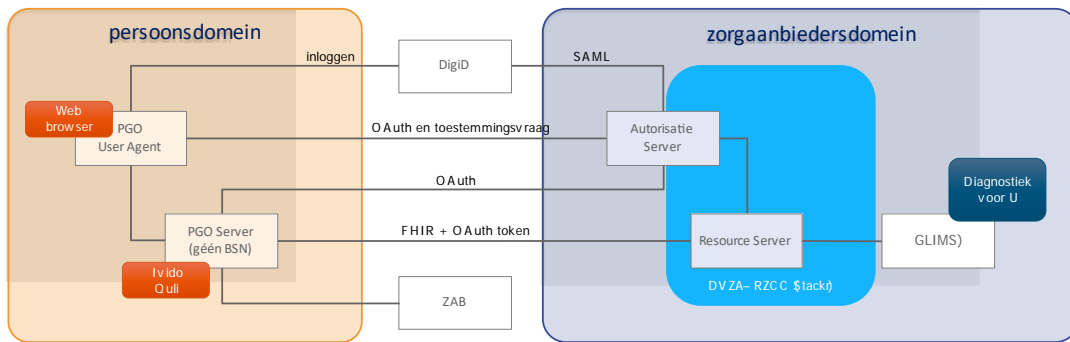 persoonsdomein
zorgaanbiedersdomein
inloggen
DigiD
SAML
Web
browser
PGO
User Agent
OAuth en toestemmingsvraag
Autorisatie
Server
OAuth
Diagnostiek
voor U
PGO Server
(géén BSN)
FHIR + OAuth token
Resource Server
GLIMS)
Ivido
Quli
ZAB
DVZA– RZCC $tackr)